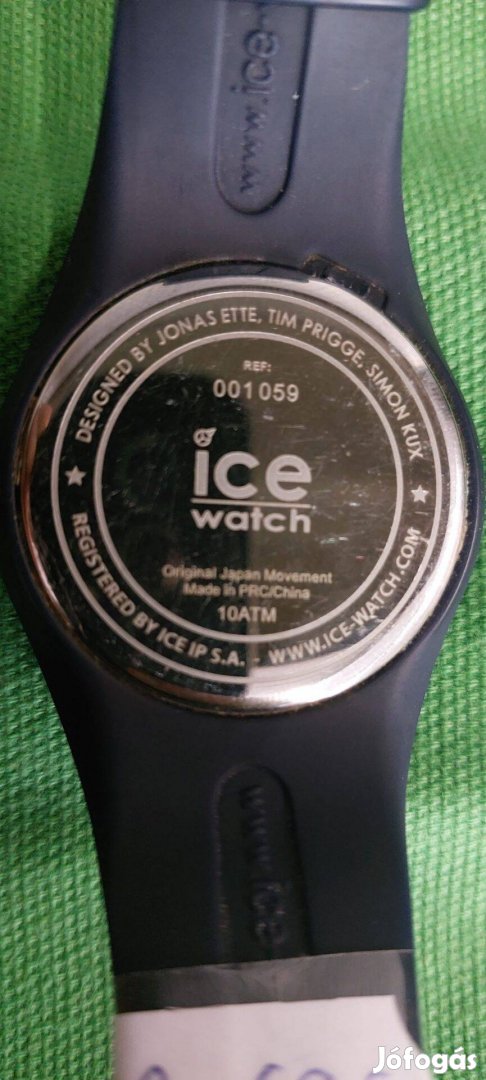 www.ice
DESIGNED BY JONAS ETTE, TIM PRIGGE, SIMON KUX
REF:
001059
ice
watch
Original Japan Movement
Made In PRC/China
10ATM
REGISTERED BY ICE IP S.A. - WWW.ICE-WATCH.COM
www.ice
Jófogás